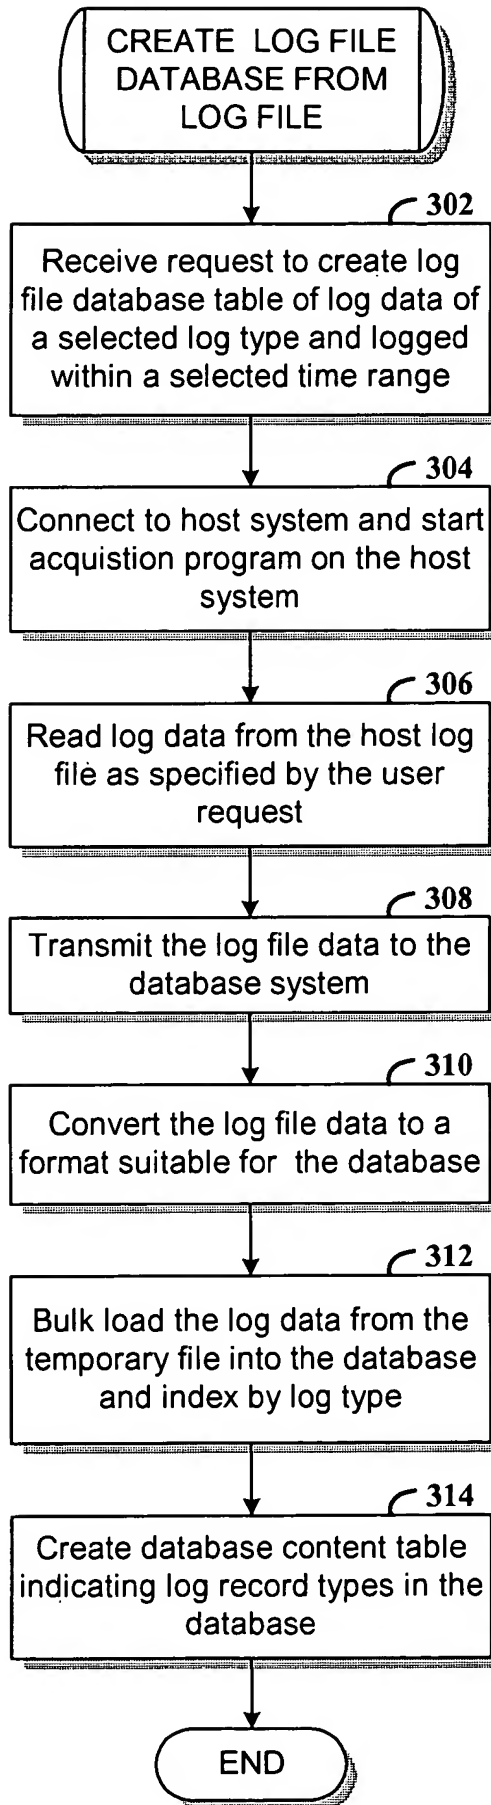 CREATE LOG FILE
DATABASE FROM
LOG FILE
302
Receive request to create log
file database table of log data of
a selected log type and logged
within a selected time range
304
Connect to host system and start
acquistion program on the host
system
306
Read log data from the host log
file as specified by the user
request
308
Transmit the log file data to the
database system
310
Convert the log file data to a
format suitable for the database
312
Bulk load the log data from the
temporary file into the database
and index by log type
314
Create database content table
indicating log record types in the
database
END